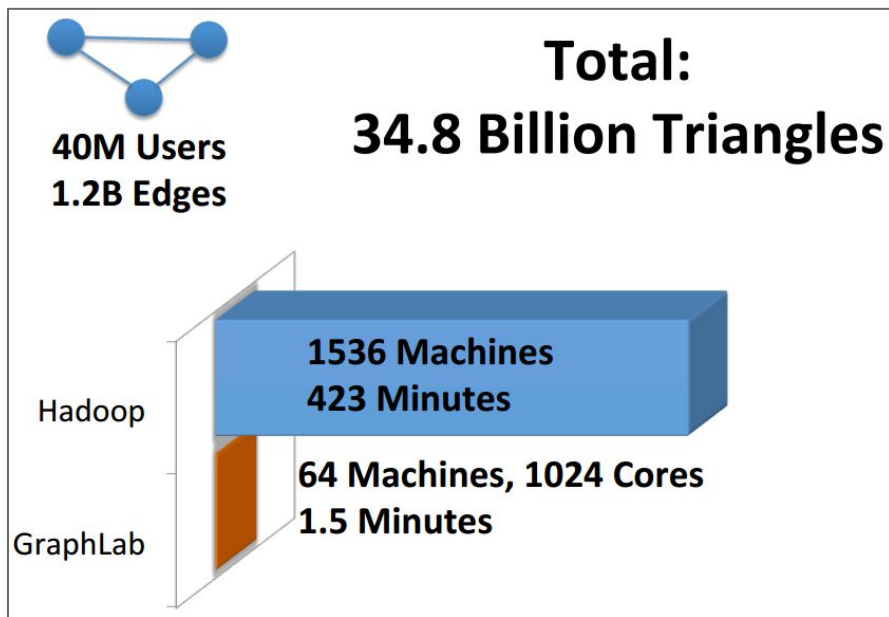 Total:
34.8 Billion Triangles
40M Users
1.2B Edges
Hadoop
1536 Machines
423 Minutes
GraphLab
64 Machines, 1024 Cores
1.5 Minutes